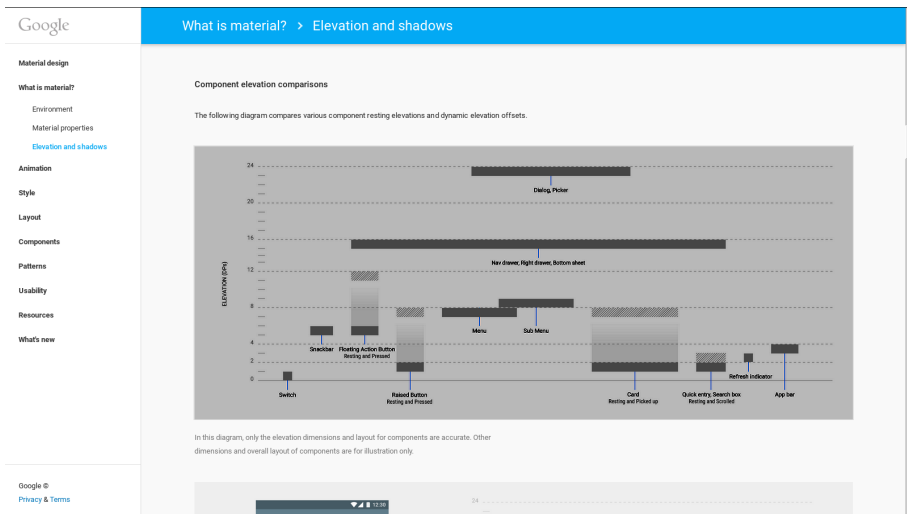 Google
What is material? > Elevation and shadows
Material design
What is material?
Environment
Material properties
Elevation and shadows
Animation
Style
Layout
Components
Patterns
Usability
Resources
What's new
Google ©
Privacy & Terms
Component elevation comparisons
The following diagram compares various component resting elevations and dynamic elevation offsets.
24
20
16
12
8
4
2
0
ELEVATION (DPs)
Dialog, Picker
Nav drawer, Right drawer, Bottom sheet
Menu
Sub Menu
Snackbar
Floating Action Button
Resting and Pressed
Refresh indicator
Switch
Raised Button
Resting and Pressed
Card
Resting and Picked up
Quick entry, Search box
Resting and Scrolled
App bar
In this diagram, only the elevation dimensions and layout for components are accurate. Other
dimensions and overall layout of components are for illustration only.
12:30
24